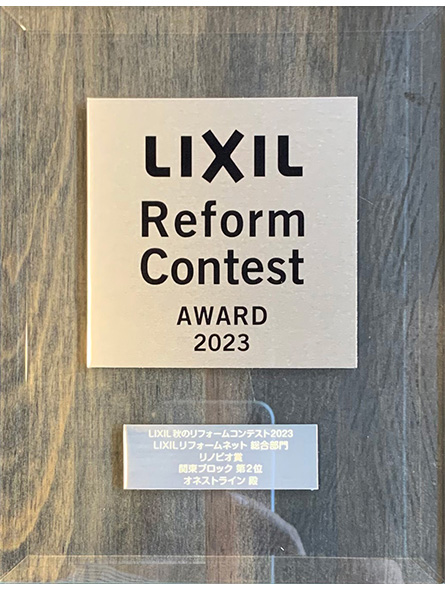 LIXIL
Reform
Contest
AWARD
2023
LIXIL 秋のリフォームコンテスト2023
LIXILリフォームネット 総合部門
リノビオ賞
関東ブロック 第2位
オネストライン 殿